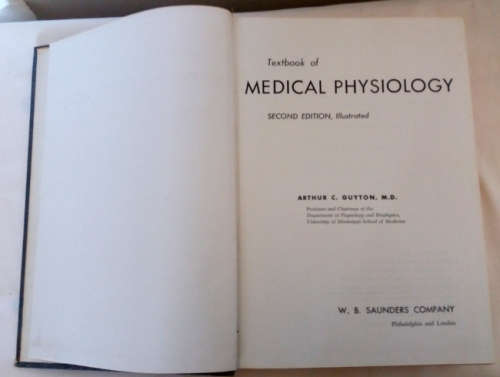 Textbook of
MEDICAL PHYSIOLOGY
SECOND EDITION, Illustrated
ARTHUR C. GUYTON, M.D.
Professor and Chairman of the
Department of Physiology and Biophysics,
University of Mississippi School of Medicine
W. B. SAUNDERS COMPANY
Philadelphia and London